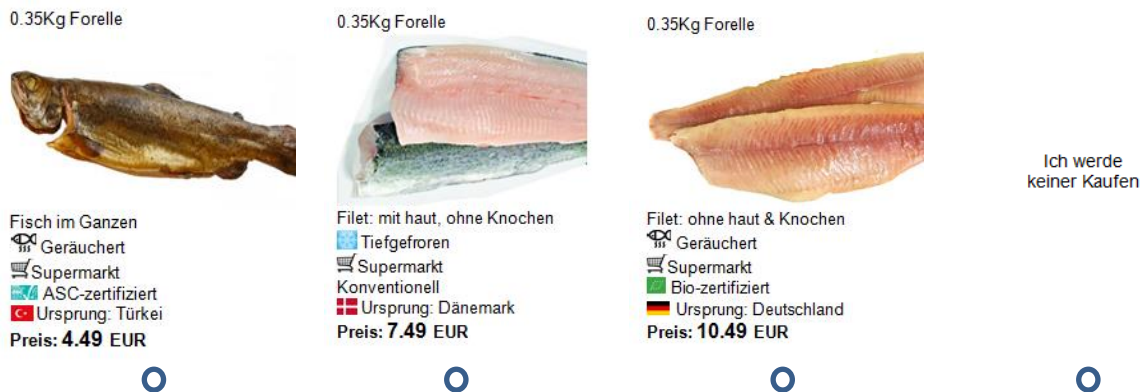 0.35Kg Forelle
Fisch im Ganzen
Geräuchert
Supermarkt
ASC-zertifiziert
Ursprung: Türkei
Preis: 4.49 EUR
0.35Kg Forelle
Filet: mit haut, ohne Knochen
Tiefgefroren
Supermarkt
Konventionell
Ursprung: Dänemark
Preis: 7.49 EUR
0.35Kg Forelle
Filet: ohne haut & Knochen
Geräuchert
Supermarkt
Bio-zertifiziert
Ursprung: Deutschland
Preis: 10.49 EUR
Ich werde
keiner Kaufen